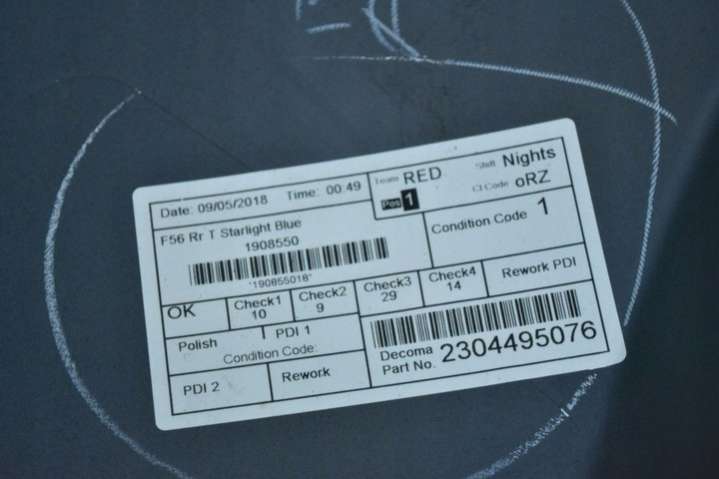 Date: 09/05/2018 Time: 00:49
Team RED Shift Nights
Pos 1 Cl Code oRZ
F56 Rr T Starlight Blue
1908550
*190855018*
Condition Code 1
OK Check1 10 Check2 9 Check3 29 Check4 14 Rework PDI
Polish PDI 1
Condition Code:
PDI 2 Rework
Decoma Part No. 2304495076